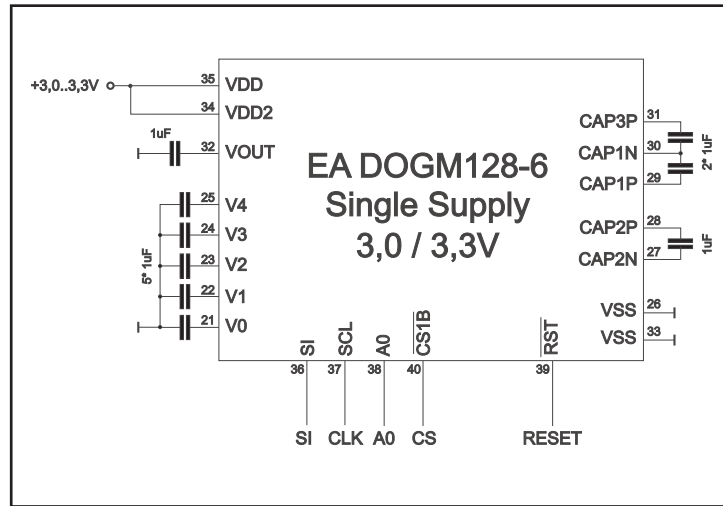 +3,0..3,3V
35 VDD
34 VDD2
1uF
32 VOUT
25 V4
24 V3
23 V2
22 V1
21 V0
5* 1uF
EA DOGM128-6
Single Supply
3,0 / 3,3V
CAP3P 31
CAP1N 30
CAP1P 29
2* 1uF
CAP2P 28
CAP2N 27
1uF
VSS 26
VSS 33
SI
SCL
A0
CS1B
RST
36
37
38
40
39
SI
CLK
A0
CS
RESET